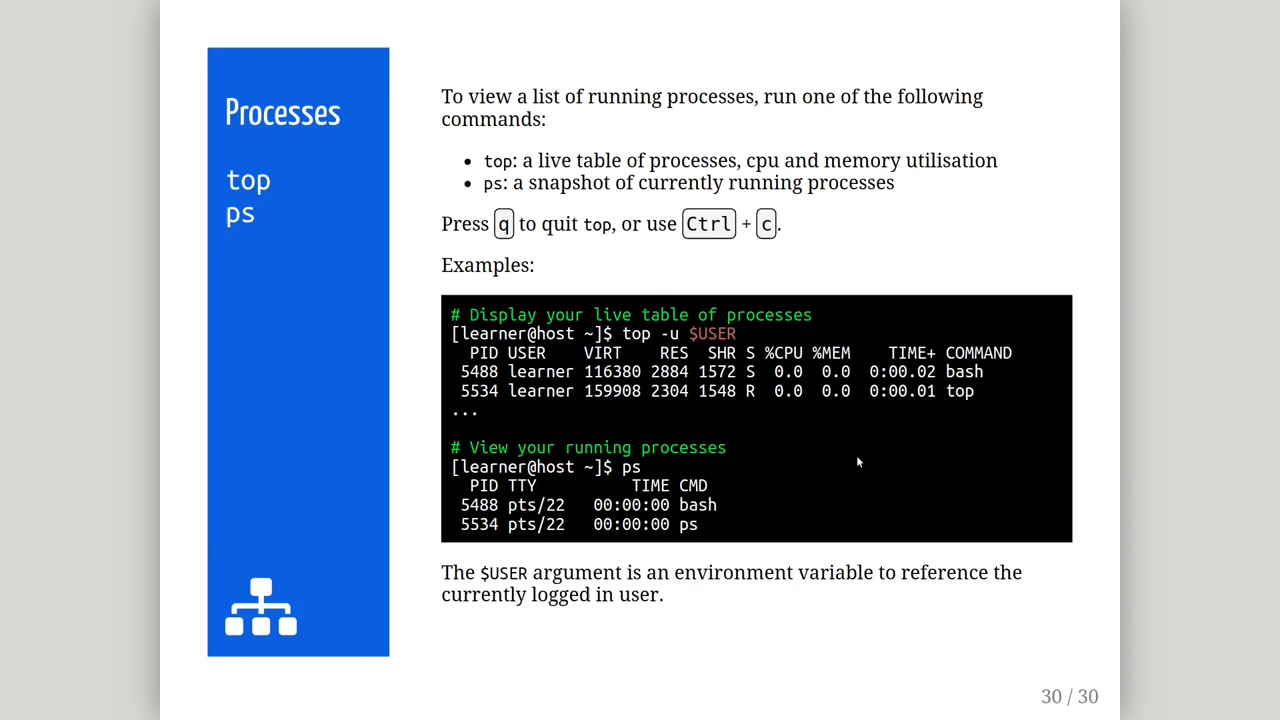 Processes
top
ps
To view a list of running processes, run one of the following
commands:
• top: a live table of processes, cpu and memory utilisation
• ps: a snapshot of currently running processes
Press q to quit top, or use Ctrl + c.
Examples:
# Display your live table of processes
[learner@host ~]$ top -u $USER
  PID USER    VIRT    RES  SHR S %CPU %MEM    TIME+ COMMAND
 5488 learner 116380 2884 1572 S  0.0  0.0  0:00.02 bash
 5534 learner 159908 2304 1548 R  0.0  0.0  0:00.01 top
...
# View your running processes
[learner@host ~]$ ps
  PID TTY          TIME CMD
 5488 pts/22   00:00:00 bash
 5534 pts/22   00:00:00 ps
The $USER argument is an environment variable to reference the
currently logged in user.
30 / 30